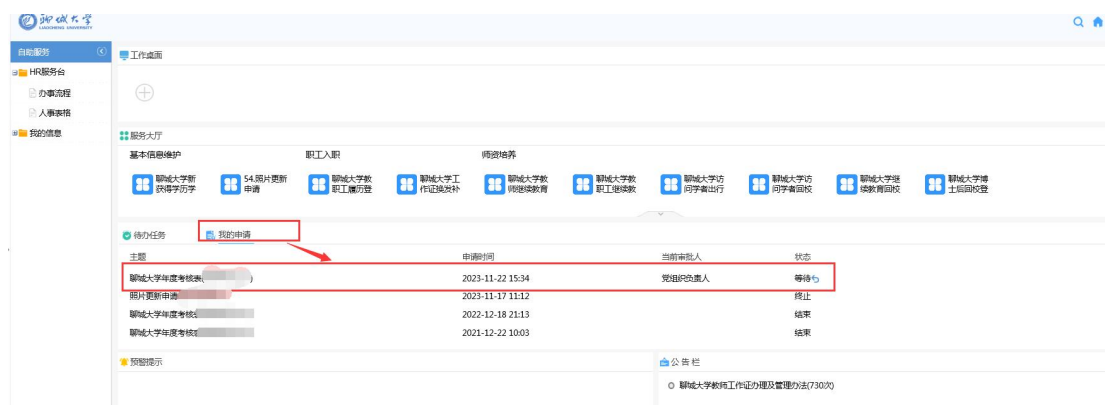 聊城大学
LIAOCHENG UNIVERSITY
自助服务
工作桌面
HR服务台
办事流程
人事表格
我的信息
服务大厅
基本信息维护 职工入职 师资培养
聊城大学新获得学历学
54.照片更新申请
聊城大学教职工履历登
聊城大学工作证换发补
聊城大学教师继续教育
聊城大学教职工继续教
聊城大学访问学者出行
聊城大学访问学者回校
聊城大学继续教育回校
聊城大学博士后回校登
待办任务 我的申请
主题 申请时间 当前审批人 状态
聊城大学年度考核表( ) 2023-11-22 15:34 党组织负责人 等待
照片更新申请 2023-11-17 11:12 终止
聊城大学年度考核 2022-12-18 21:13 结束
聊城大学年度考核 2021-12-22 10:03 结束
预警提示 公告栏
聊城大学教师工作证办理及管理办法(730次)